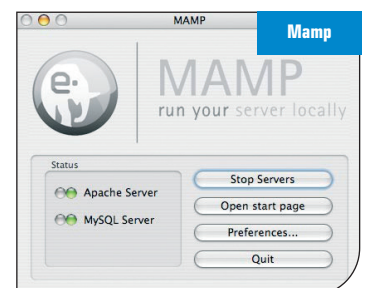 MAMP
Mamp
e.
MAMP
run your server locally
Status
Apache Server
MySQL Server
Stop Servers
Open start page
Preferences...
Quit